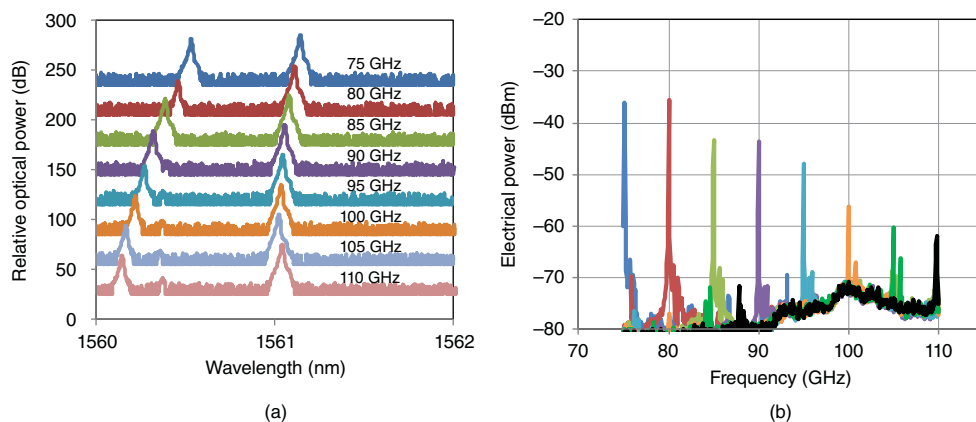 300
250
200
150
100
50
0
Relative optical power (dB)
75 GHz
80 GHz
85 GHz
90 GHz
95 GHz
100 GHz
105 GHz
110 GHz
1560
1561
1562
Wavelength (nm)
(a)
−20
−30
−40
−50
−60
−70
−80
Electrical power (dBm)
70
80
90
100
110
Frequency (GHz)
(b)